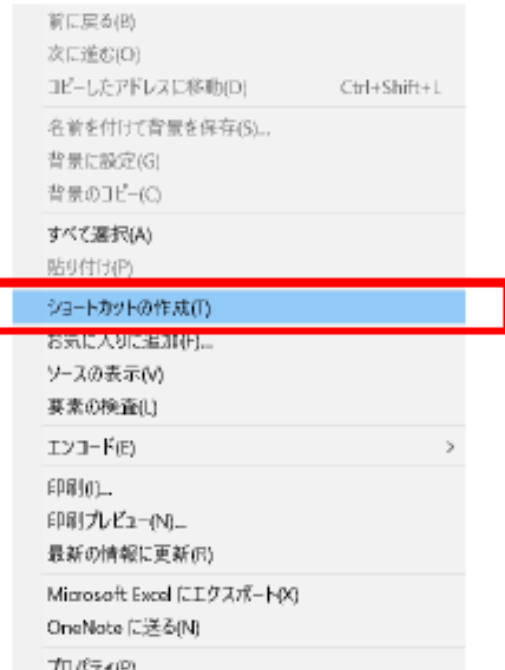 前に戻る(B)
次に進む(O)
コピーしたアドレスに移動(D) Ctrl+Shift+L
名前を付けて背景を保存(S)...
背景に設定(G)
背景のコピー(C)
すべて選択(A)
貼り付け(P)
ショートカットの作成(T)
お気に入りに追加(F)...
ソースの表示(V)
要素の検査(L)
エンコード(E) >
印刷(I)...
印刷プレビュー(N)...
最新の情報に更新(R)
Microsoft Excel にエクスポート(X)
OneNote に送る(N)
プロパティ(P)